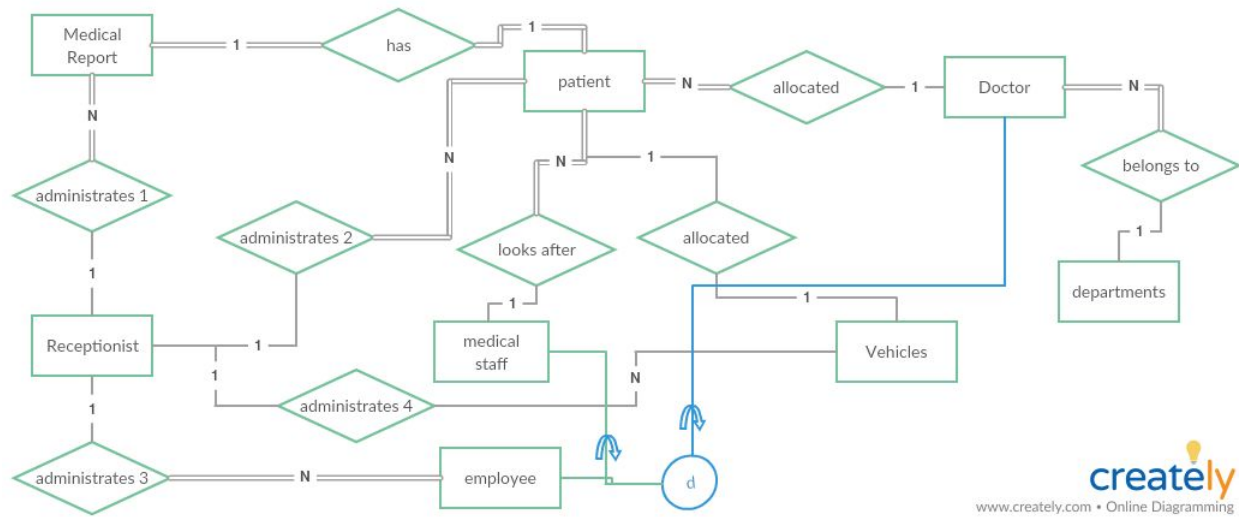 Medical
Report
1
has
1
patient
N
allocated
1
Doctor
N
belongs to
1
departments
N
administrates 1
1
N
administrates 2
1
N
looks after
1
medical
staff
1
allocated
1
Vehicles
Receptionist
1
administrates 4
N
1
administrates 3
N
employee
d
creately
www.creately.com • Online Diagramming